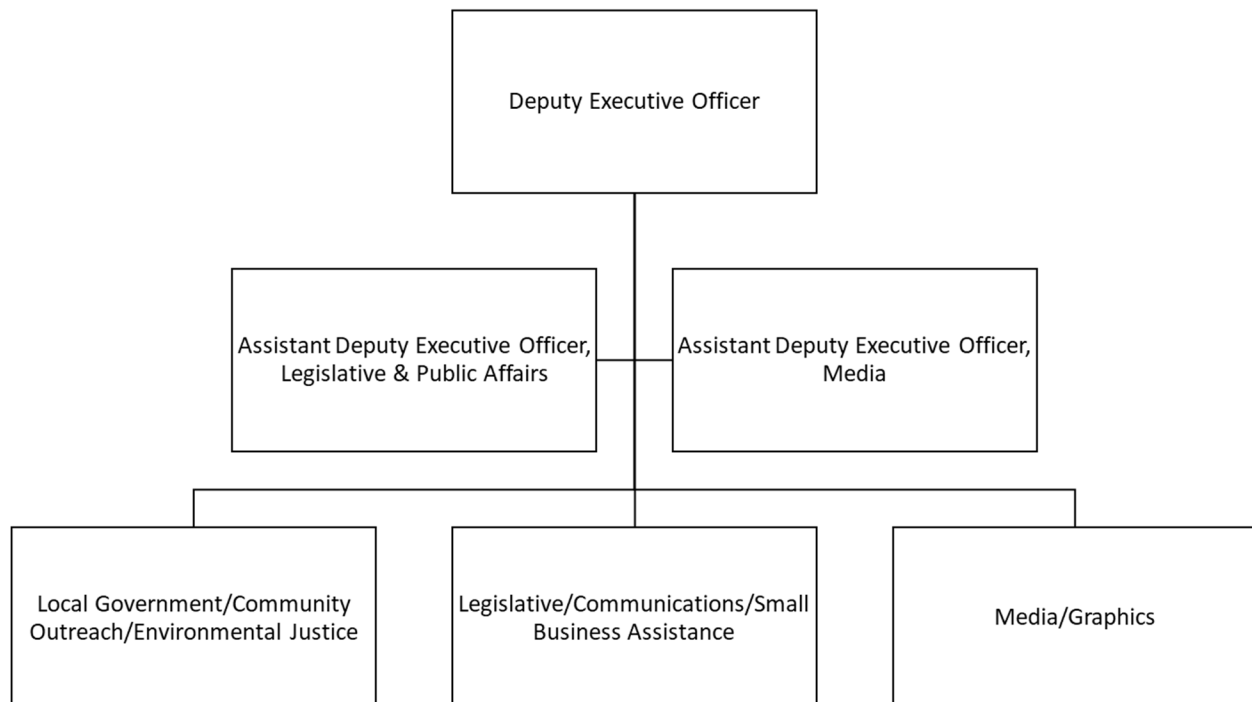 Deputy Executive Officer
Assistant Deputy Executive Officer,
Legislative & Public Affairs
Assistant Deputy Executive Officer,
Media
Local Government/Community
Outreach/Environmental Justice
Legislative/Communications/Small
Business Assistance
Media/Graphics